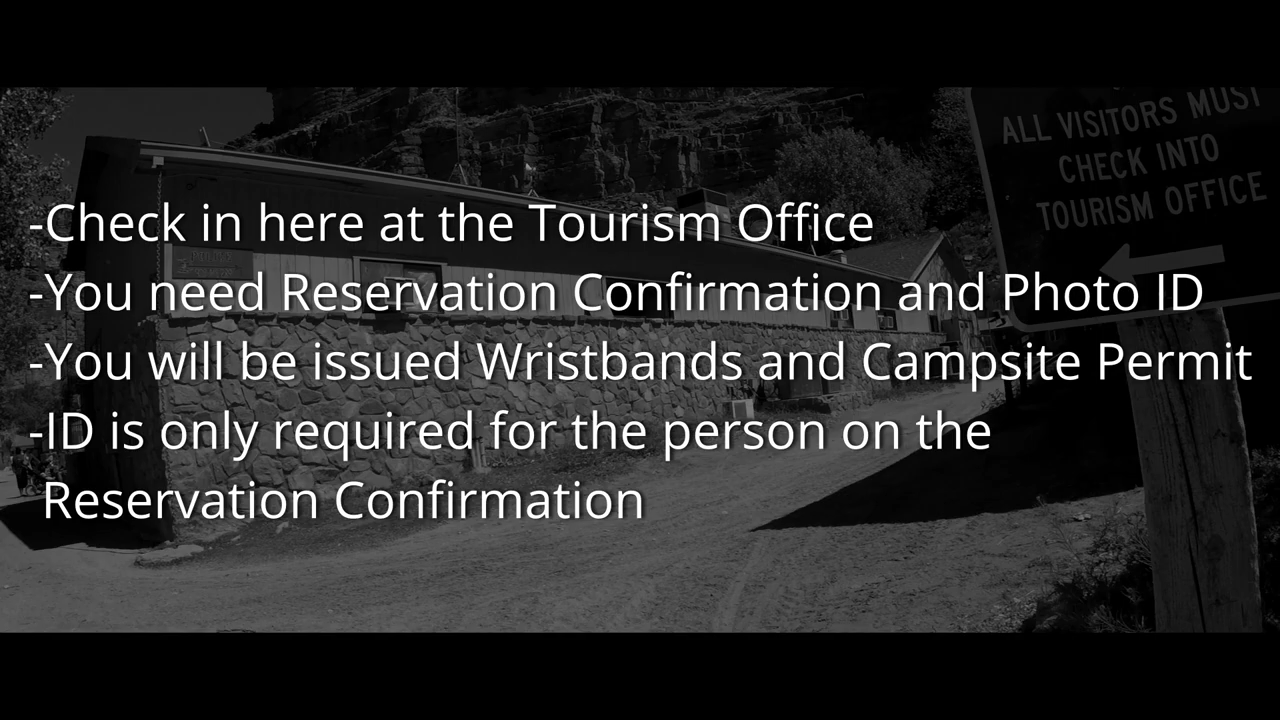 ALL VISITORS MUST
CHECK INTO
TOURISM OFFICE
-Check in here at the Tourism Office
-You need Reservation Confirmation and Photo ID
-You will be issued Wristbands and Campsite Permit
-ID is only required for the person on the
Reservation Confirmation